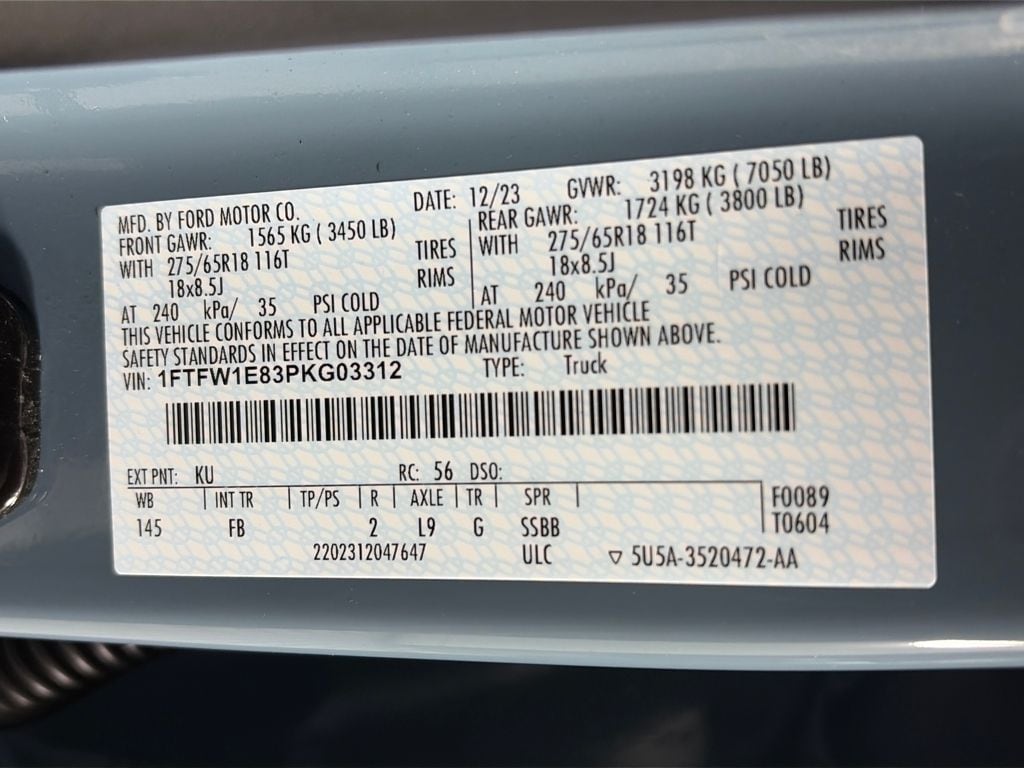 MFD. BY FORD MOTOR CO. DATE: 12/23 GVWR: 3198 KG ( 7050 LB)
FRONT GAWR: 1565 KG ( 3450 LB) REAR GAWR: 1724 KG ( 3800 LB)
WITH 275/65R18 116T TIRES WITH 275/65R18 116T TIRES
18x8.5J RIMS 18x8.5J RIMS
AT 240 kPa/ 35 PSI COLD AT 240 kPa/ 35 PSI COLD
THIS VEHICLE CONFORMS TO ALL APPLICABLE FEDERAL MOTOR VEHICLE
SAFETY STANDARDS IN EFFECT ON THE DATE OF MANUFACTURE SHOWN ABOVE.
VIN: 1FTFW1E83PKG03312 TYPE: Truck
EXT PNT: KU RC: 56 DSO:
WB INT TR TP/PS R AXLE TR SPR F0089
145 FB 2 L9 G SSBB T0604
2202312047647 ULC ▽ 5U5A-3520472-AA